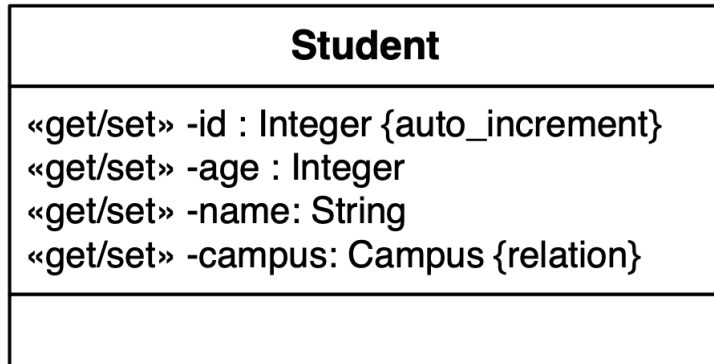 Student
«get/set» -id : Integer {auto_increment}
«get/set» -age : Integer
«get/set» -name: String
«get/set» -campus: Campus {relation}